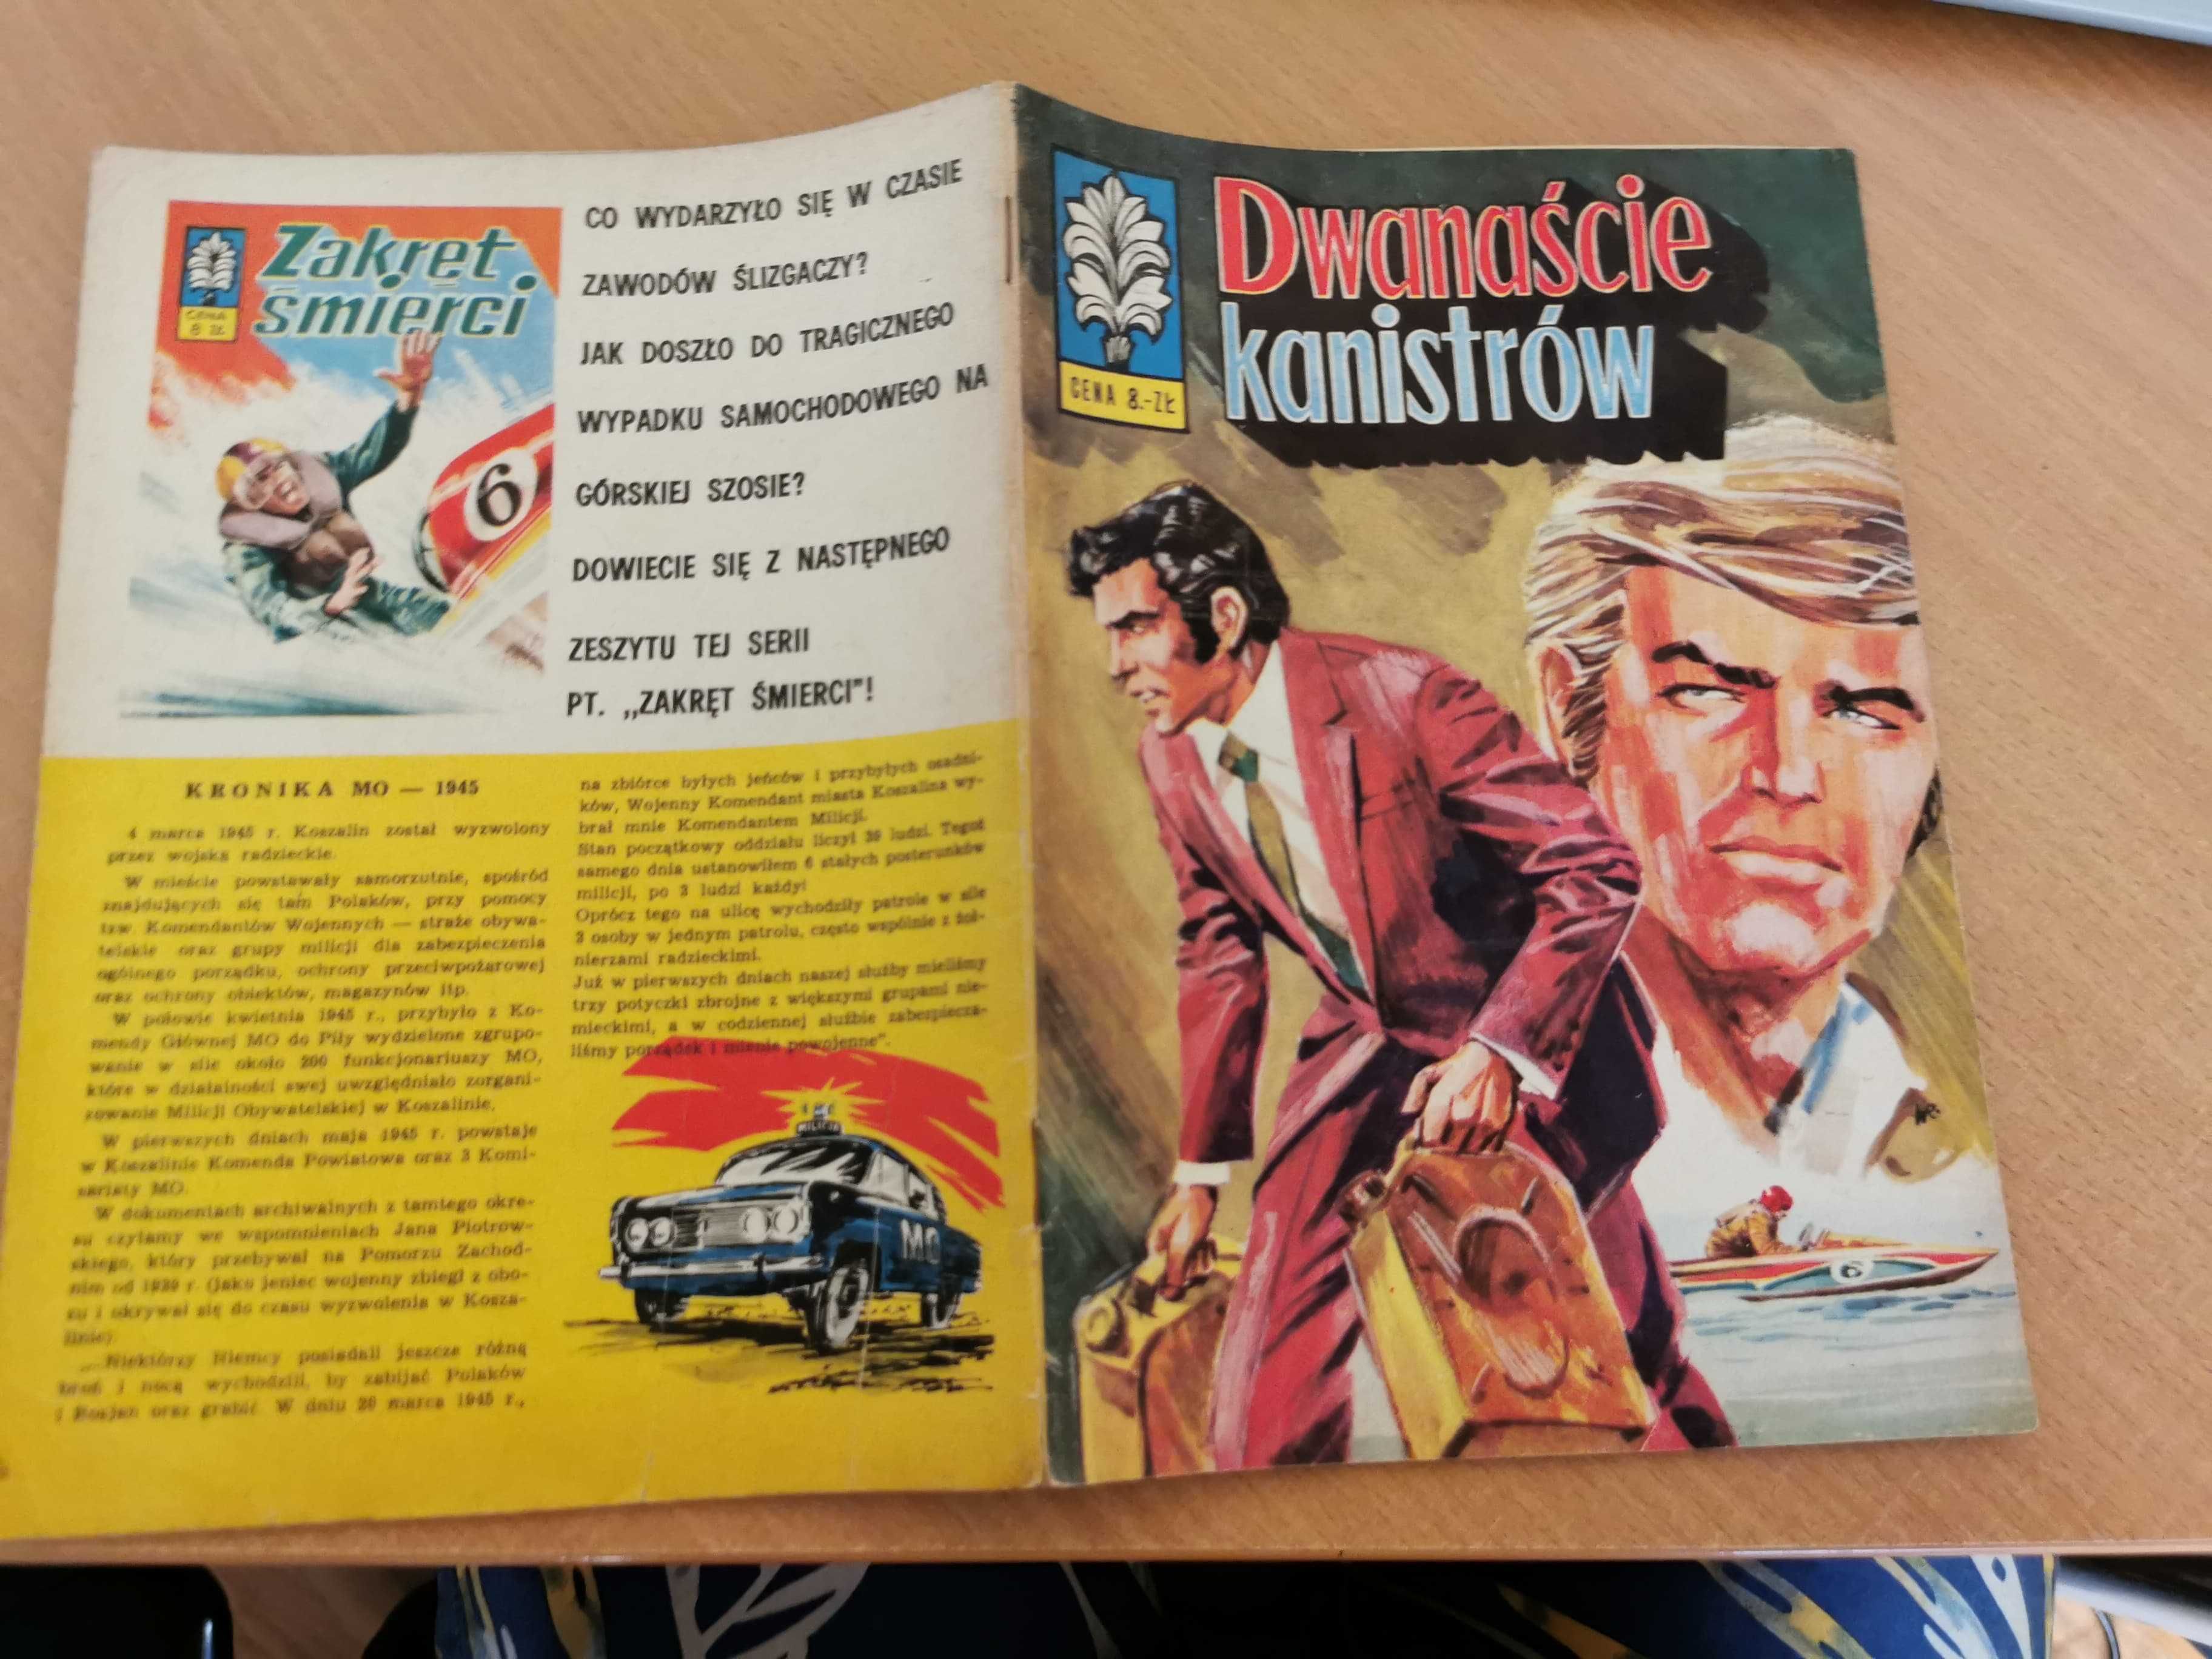 Zakręt
śmierci
CENA
8 ZŁ
6
CO WYDARZYŁO SIĘ W CZASIE
ZAWODÓW ŚLIZGACZY?
JAK DOSZŁO DO TRAGICZNEGO
WYPADKU SAMOCHODOWEGO NA
GÓRSKIEJ SZOSIE?
DOWIECIE SIĘ Z NASTĘPNEGO
ZESZYTU TEJ SERII
PT. „ZAKRĘT ŚMIERCI"!
KRONIKA MO — 1945
4 marca 1945 r. Koszalin został wyzwolony
przez wojska radzieckie.
W mieście powstawały samorzutnie, spośród
znajdujących się tam Polaków, przy pomocy
tzw. Komendantów Wojennych — straże obywa-
telskie oraz grupy milicji dla zabezpieczenia
ogólnego porządku, ochrony przeciwpożarowej
oraz ochrony obiektów, magazynów itp.
W połowie kwietnia 1945 r., przybyło z Ko-
mendy Głównej MO do Piły wydzielone zgrupo-
wanie w sile około 200 funkcjonariuszy MO,
które w działalności swej uwzględniało zorgani-
zowanie Milicji Obywatelskiej w Koszalinie.
W pierwszych dniach maja 1945 r. powstaje
w Koszalinie Komenda Powiatowa oraz 3 Komi-
sariaty MO.
W dokumentach archiwalnych z tamtego okre-
su czytamy we wspomnieniach Jana Piotrow-
skiego, który przebywał na Pomorzu Zachod-
nim od 1939 r. (jako jeniec wojenny zbiegł z obo-
zu i ukrywał się do czasu wyzwolenia w Kosza-
linie).
„Niektórzy Niemcy posiadali jeszcze różną
broń i nocą wychodzili, by zabijać Polaków
i Rosjan oraz grabić. W dniu 26 marca 1945 r.,
na zbiórce byłych jeńców i przybyłych osadni-
ków, Wojenny Komendant miasta Koszalina wy-
brał mnie Komendantem Milicji.
Stan początkowy oddziału liczył 39 ludzi. Tegoż
samego dnia ustanowiłem 6 stałych posterunków
milicji, po 3 ludzi każdy!
Oprócz tego na ulicę wychodziły patrole w sile
3 osoby w jednym patrolu, często wspólnie z żoł-
nierzami radzieckimi.
Już w pierwszych dniach naszej służby mieliśmy
trzy potyczki zbrojne z większymi grupami nie-
mieckimi, a w codziennej służbie zabezpiecza-
liśmy porządek i mienie powojenne".
MILICJA
MO
CENA 8.-ZŁ
Dwanaście
kanistrów
6